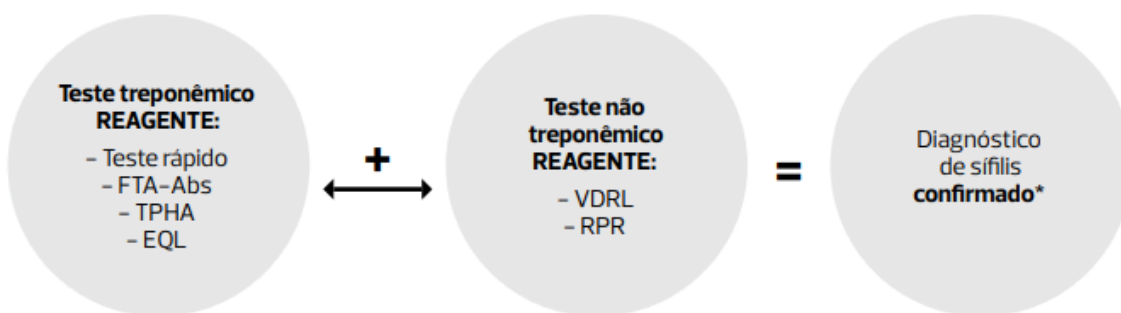 Teste treponêmico
REAGENTE:
– Teste rápido
– FTA-Abs
– TPHA
– EQL
+
Teste não
treponêmico
REAGENTE:
– VDRL
– RPR
=
Diagnóstico
de sífilis
confirmado*